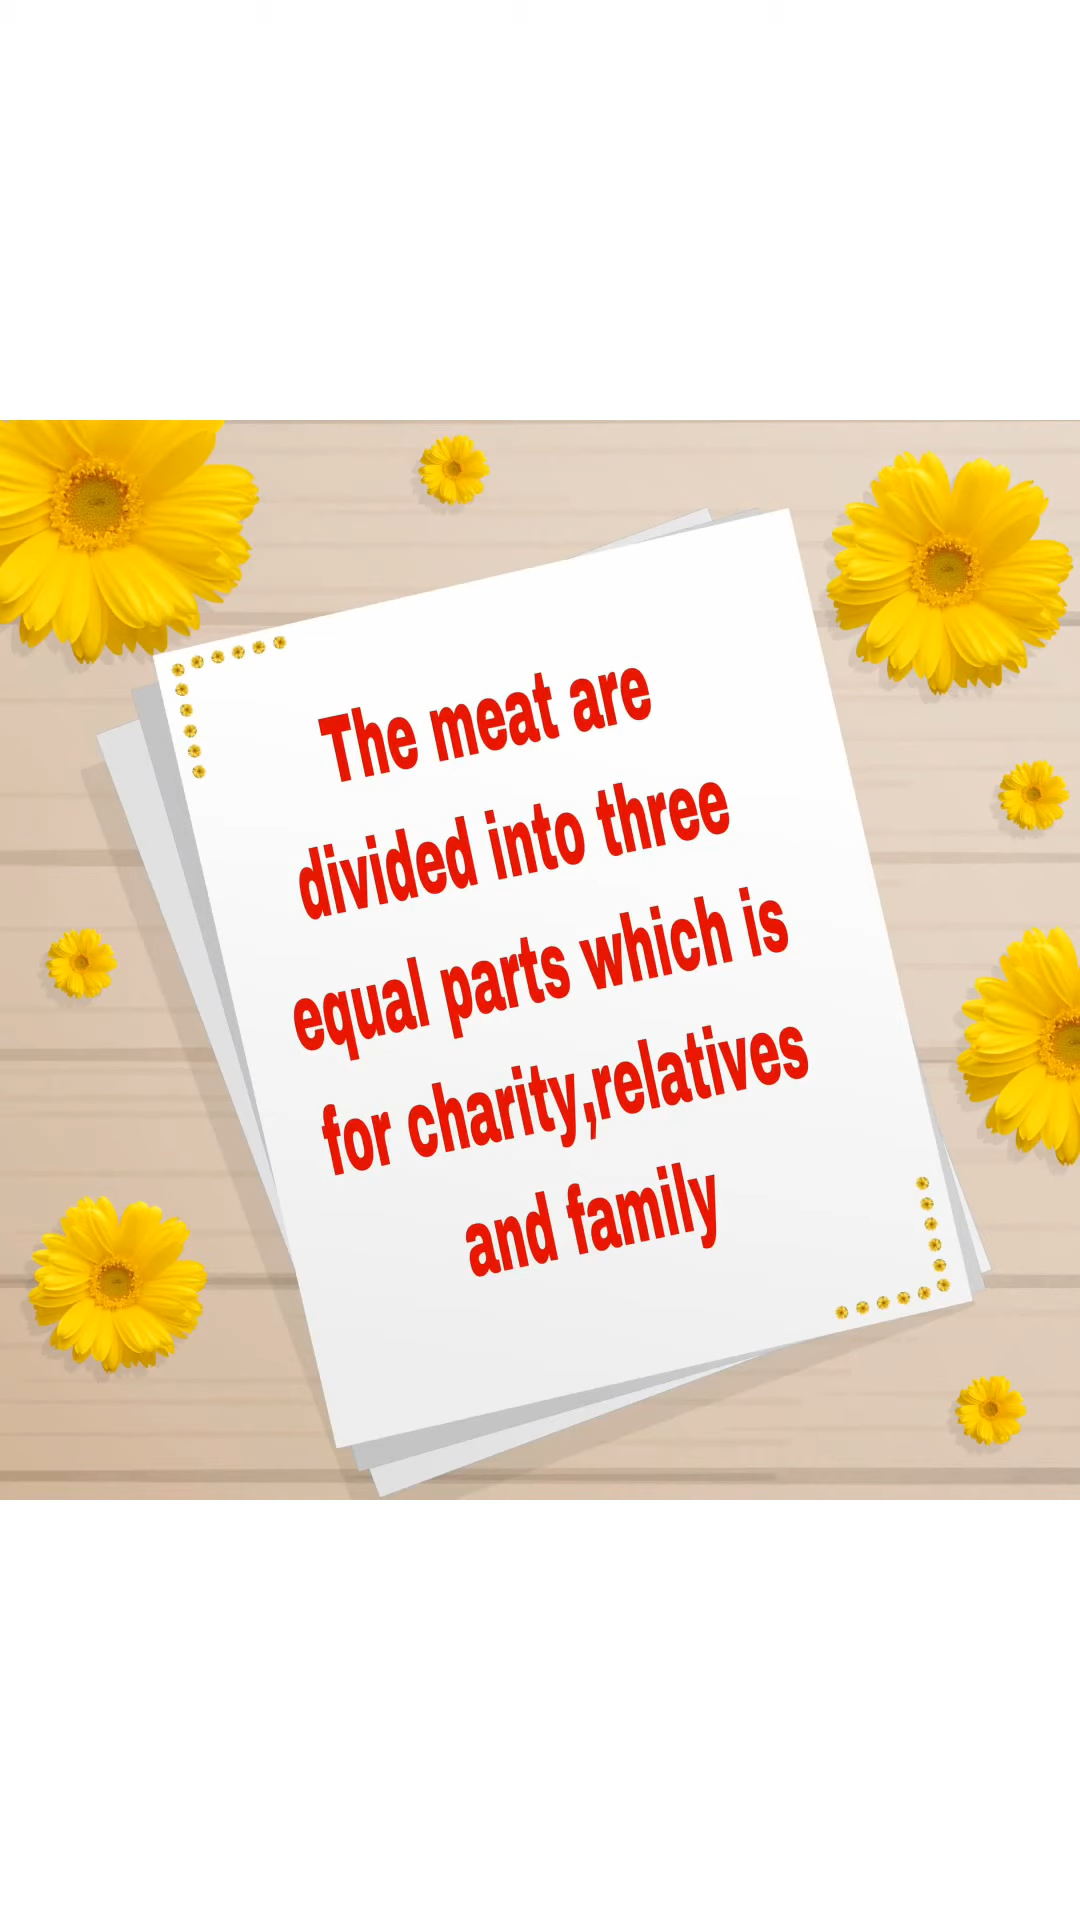 The meat are
divided into three
equal parts which is
for charity,relatives
and family